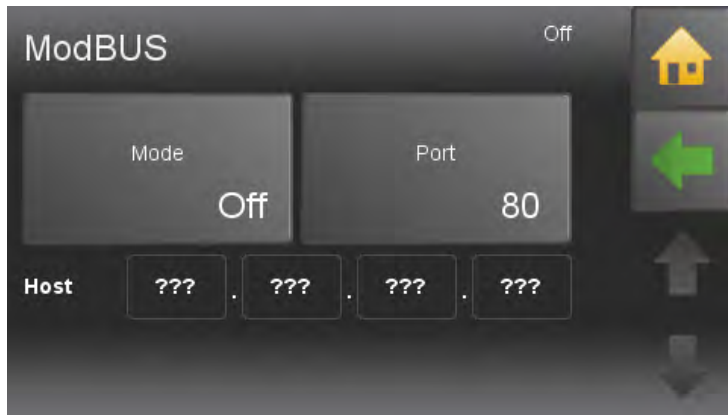 ModBUS
Off
Mode
Port
Off
80
Host ??? . ??? . ??? . ???